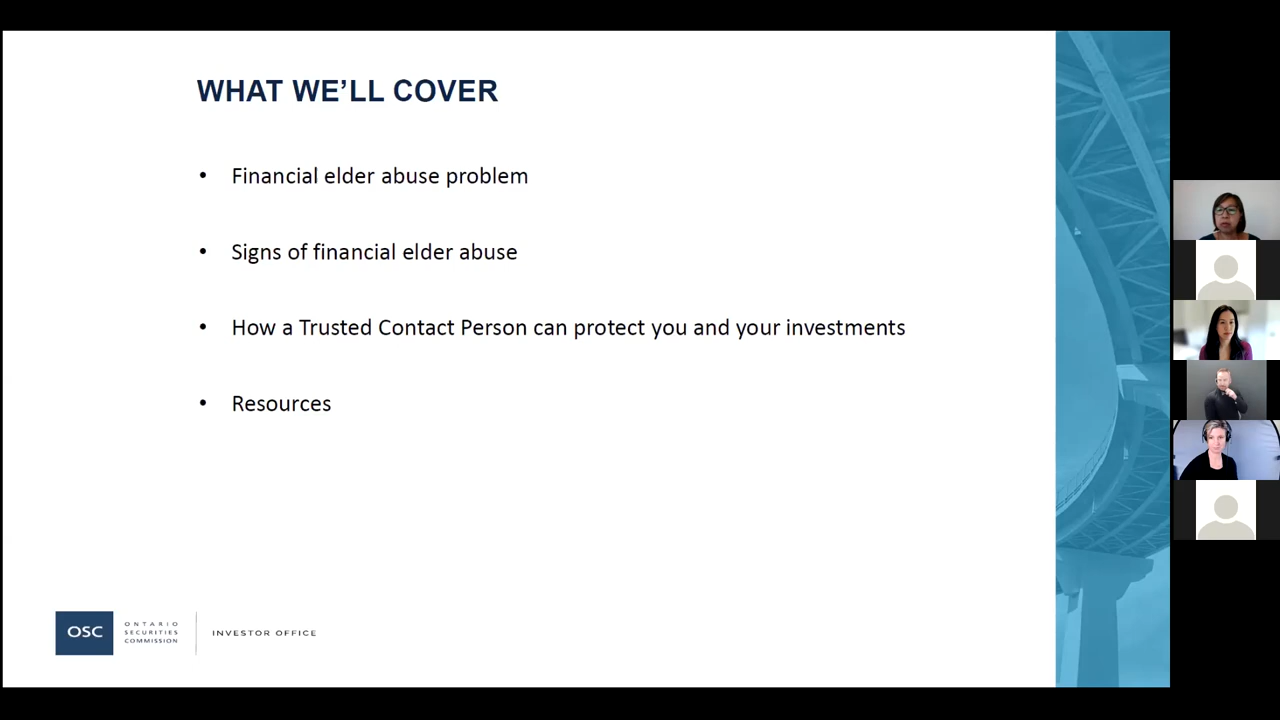 WHAT WE’LL COVER
• Financial elder abuse problem
• Signs of financial elder abuse
• How a Trusted Contact Person can protect you and your investments
• Resources
OSC
ONTARIO
SECURITIES
COMMISSION
INVESTOR OFFICE